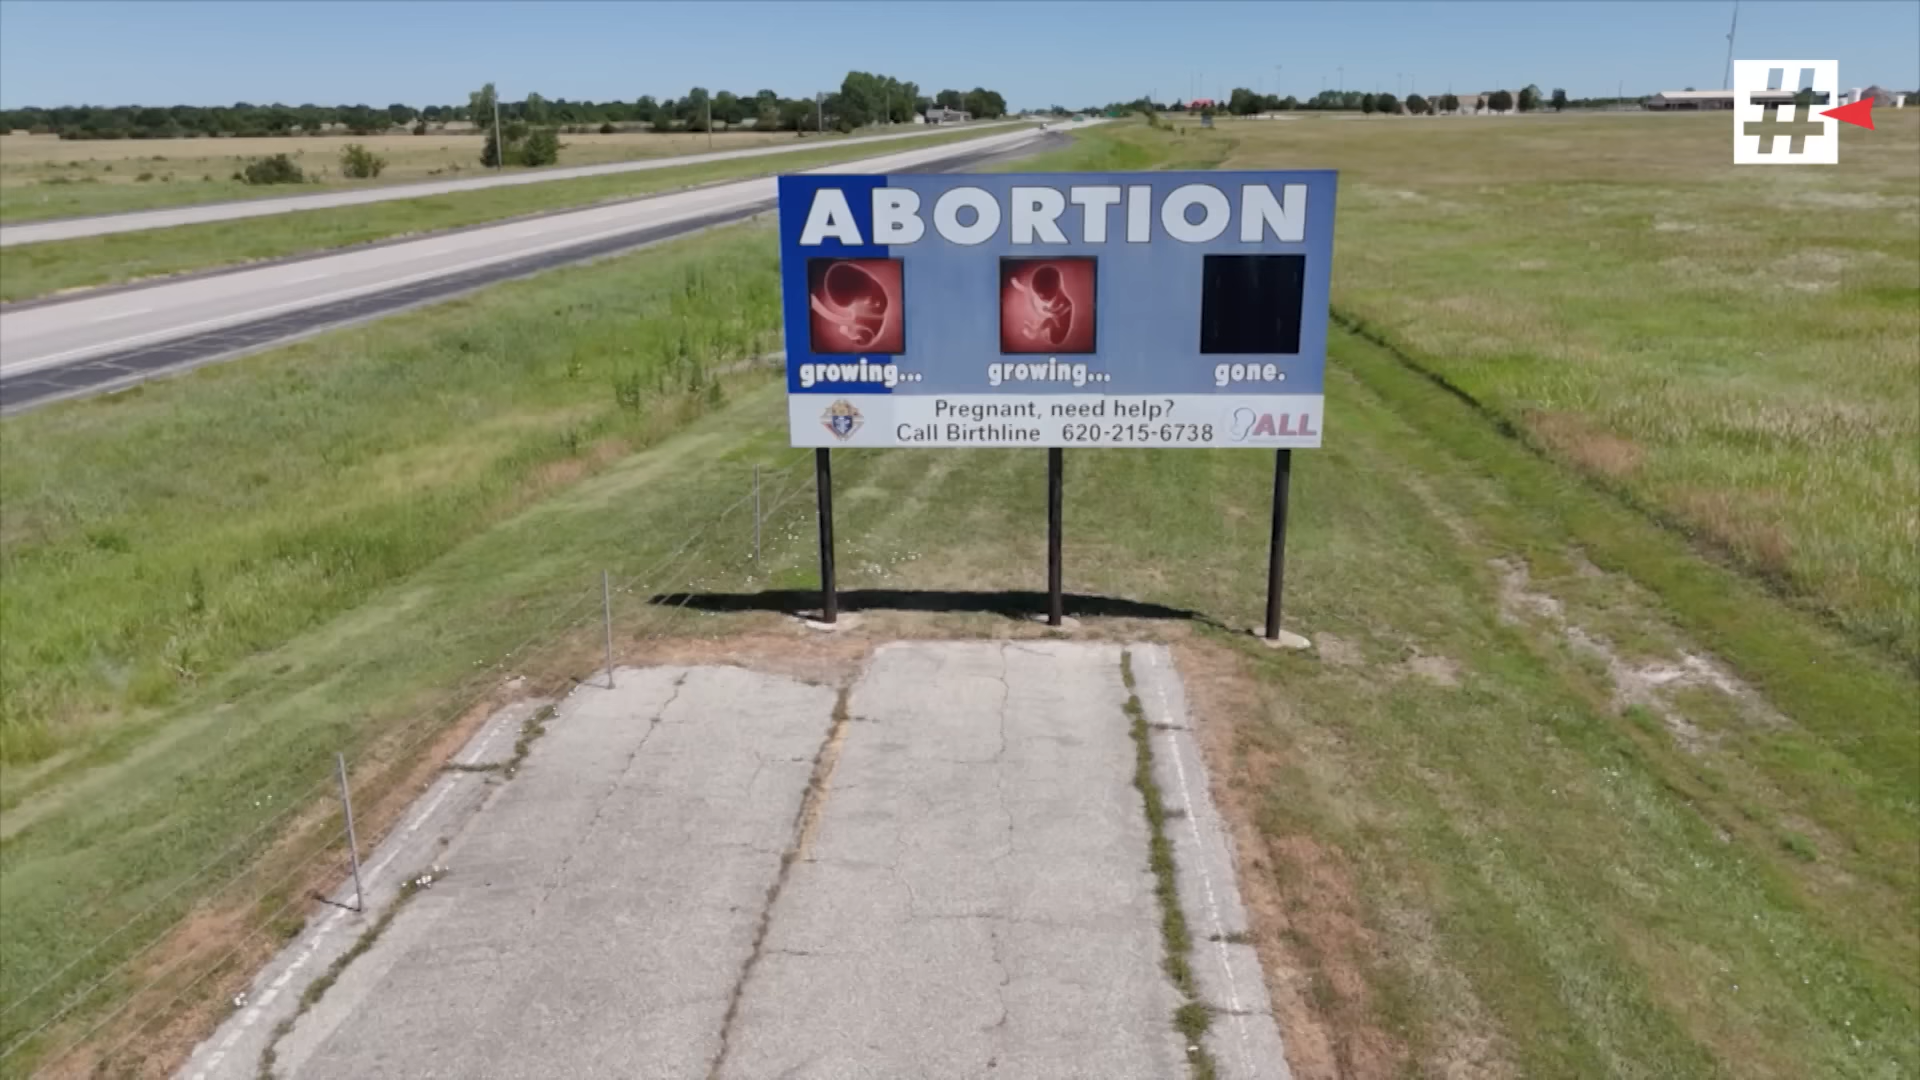 ABORTION
growing... growing... gone.
Pregnant, need help?
Call Birthline 620-215-6738
ALL
#